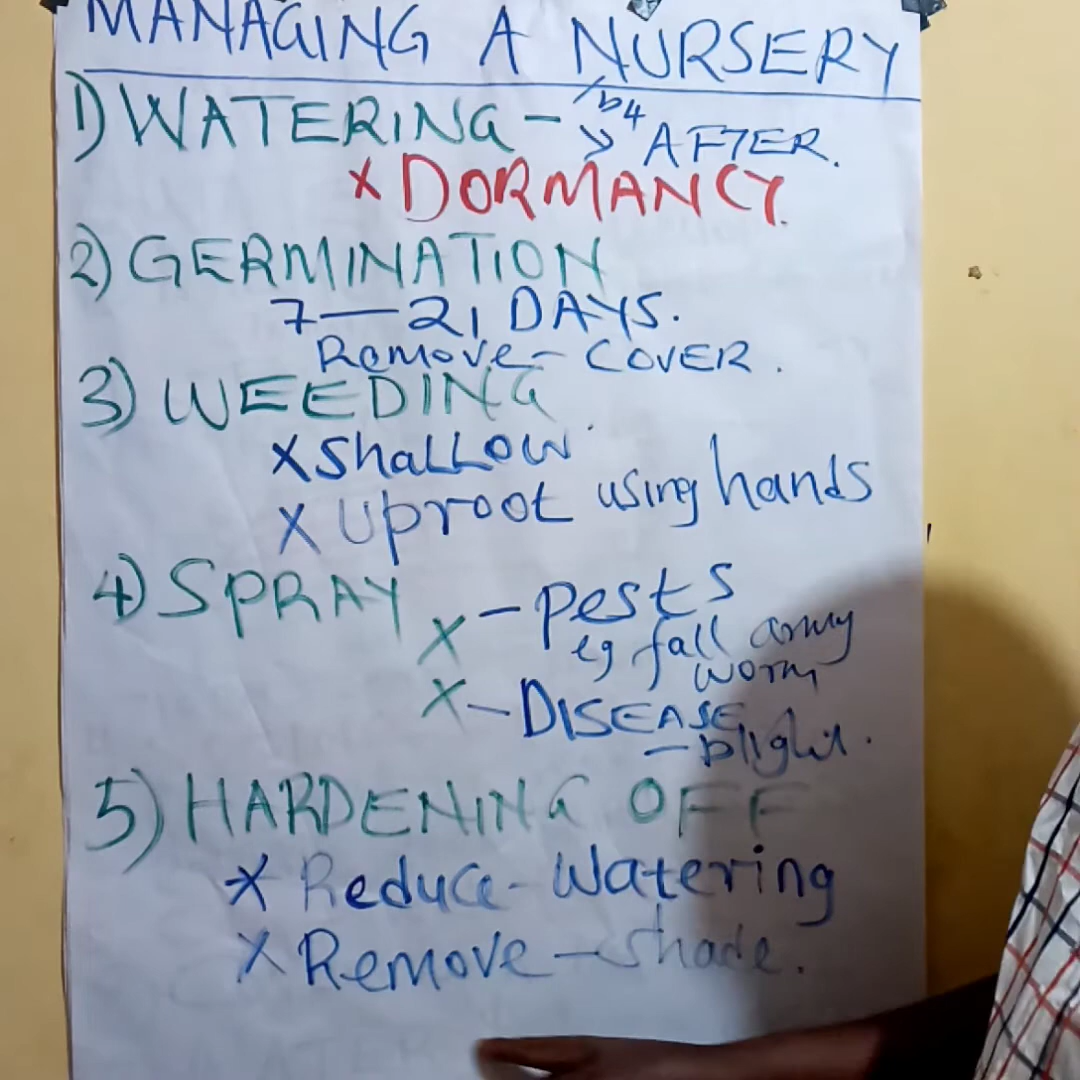 MANAGING A NURSERY
1) WATERING - b4
> AFTER.
x DORMANCY.
2) GERMINATION
7 — 21 DAYS.
Remove - COVER.
3) WEEDING
X ShaLLOW
X Uproot using hands
4) SPRAY
X - Pests
eg fall army
worm
X - DISEASE
- Blight.
5) HARDENING OFF
X Reduce - Watering
X Remove - shade.